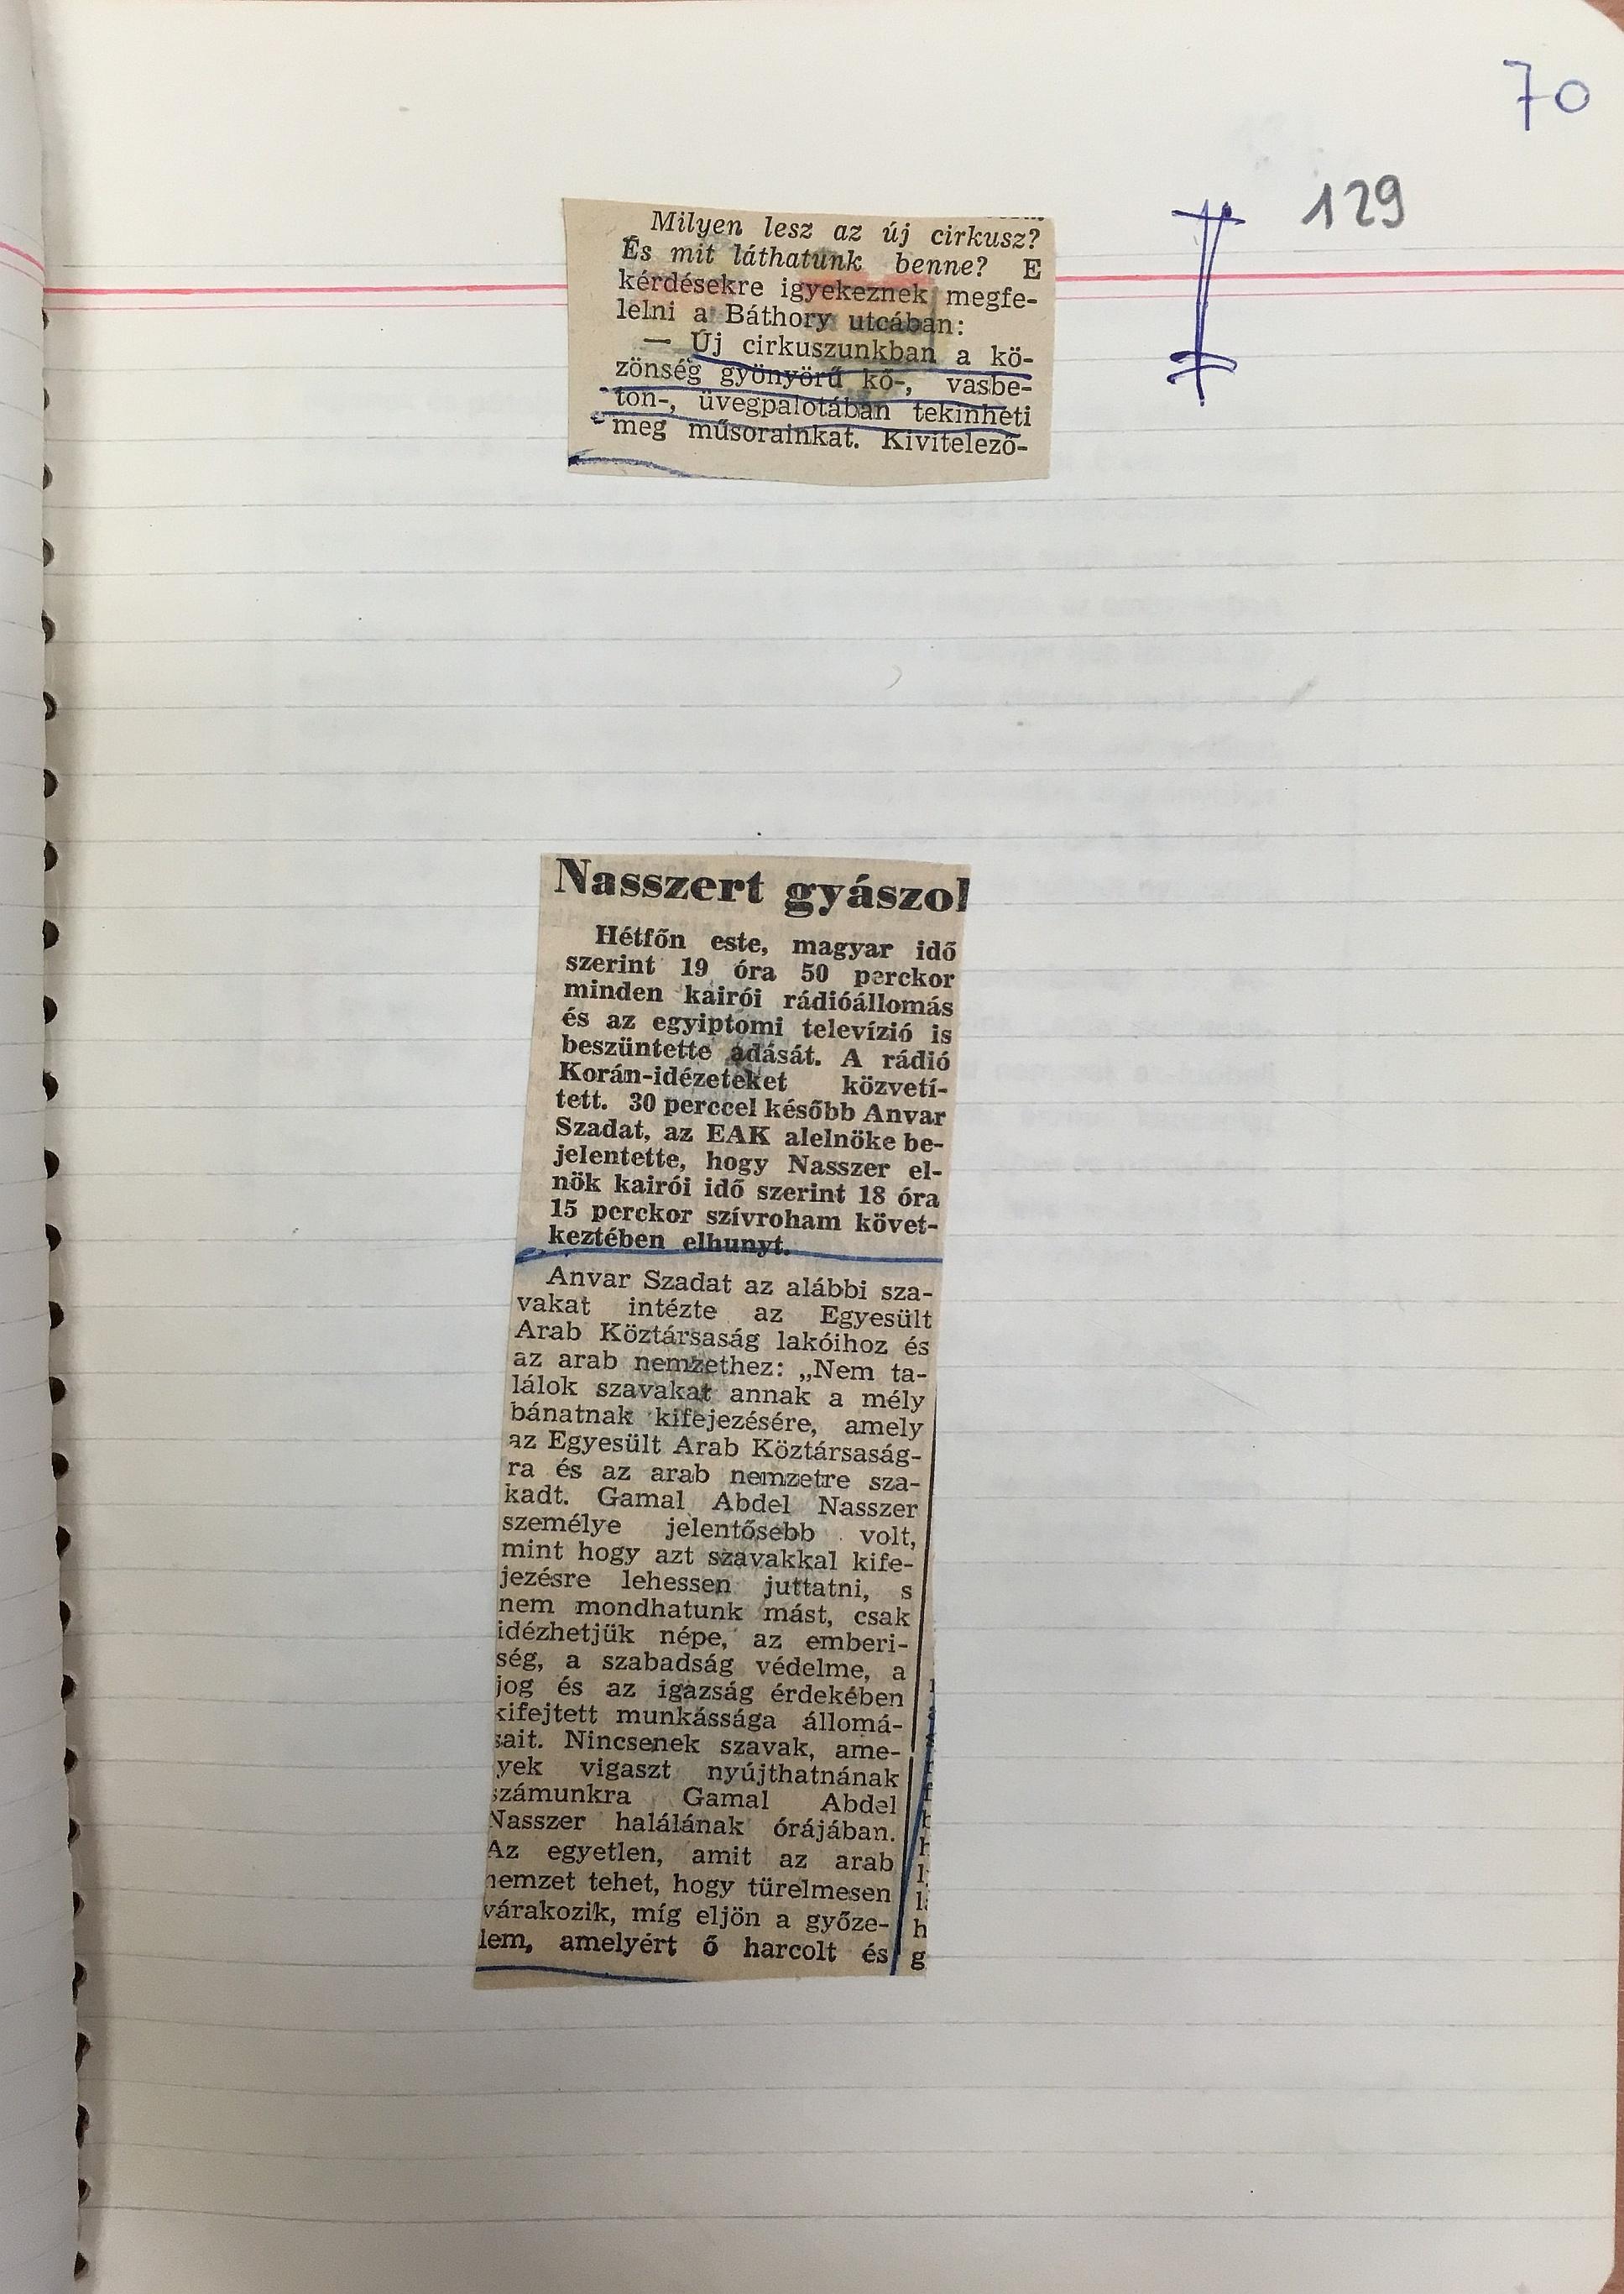 70
129
Milyen lesz az új cirkusz?
És mit láthatunk benne? E
kérdésekre igyekeznek megfe-
lelni a Báthory utcában:
— Új cirkuszunkban a kö-
zönség gyönyörű kő-, vasbe-
ton-, üvegpalotában tekinheti
meg műsorainkat. Kivitelező-
Nasszert gyászol
Hétfőn este, magyar idő
szerint 19 óra 50 perckor
minden kairói rádióállomás
és az egyiptomi televízió is
beszüntette adását. A rádió
Korán-idézeteket közvetí-
tett. 30 perccel később Anvar
Szadat, az EAK alelnöke be-
jelentette, hogy Nasszer el-
nök kairói idő szerint 18 óra
15 perckor szívroham követ-
keztében elhunyt.
Anvar Szadat az alábbi sza-
vakat intézte az Egyesült
Arab Köztársaság lakóihoz és
az arab nemzethez: „Nem ta-
lálok szavakat annak a mély
bánatnak kifejezésére, amely
az Egyesült Arab Köztársaság-
ra és az arab nemzetre sza-
kadt. Gamal Abdel Nasszer
személye jelentősebb volt,
mint hogy azt szavakkal kife-
jezésre lehessen juttatni, s
nem mondhatunk mást, csak
idézhetjük népe, az emberi-
ség, a szabadság védelme, a
jog és az igazság érdekében
kifejtett munkássága állomá-
sait. Nincsenek szavak, ame-
yek vigaszt nyújthatnának
számunkra Gamal Abdel
Nasszer halálának órájában.
Az egyetlen, amit az arab
nemzet tehet, hogy türelmesen
várakozik, míg eljön a győze-
lem, amelyért ő harcolt és
h
g